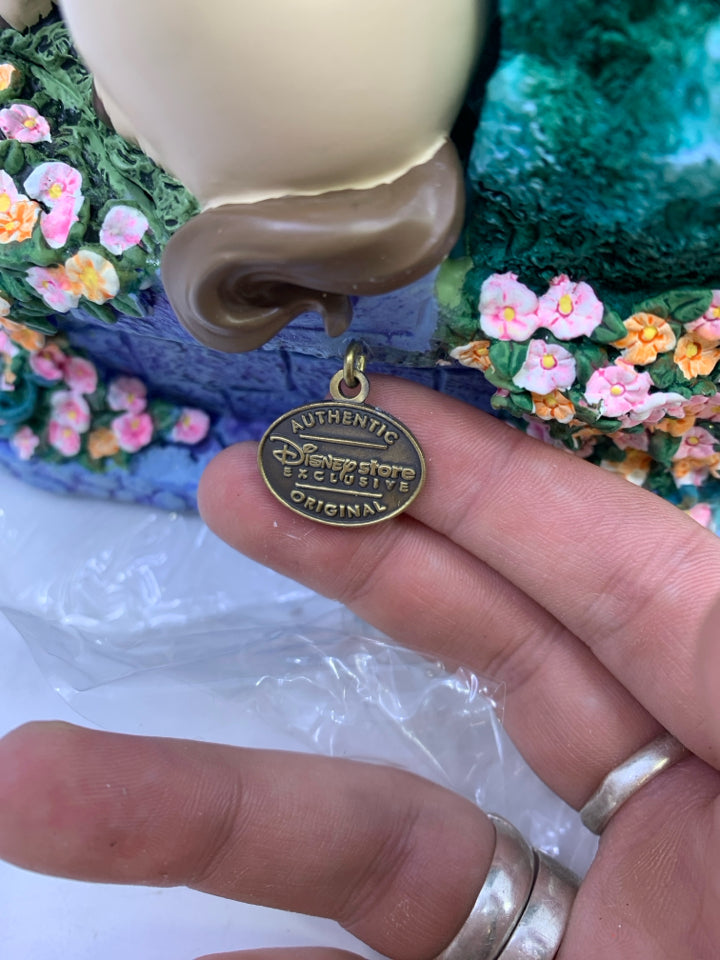 AUTHENTIC
Disney store
EXCLUSIVE
ORIGINAL